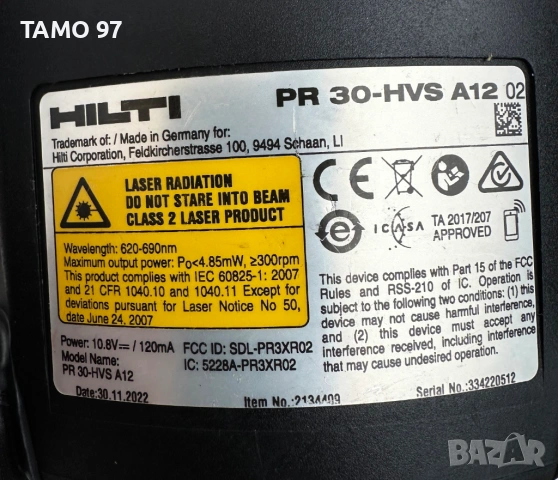 TAMO 97
HILTI
PR 30-HVS A12 02
Trademark of: / Made in Germany for:
Hilti Corporation, Feldkircherstrasse 100, 9494 Schaan, LI
LASER RADIATION
DO NOT STARE INTO BEAM
CLASS 2 LASER PRODUCT
Wavelength: 620-690nm
Maximum output power: Po<4.85mW, ≥300rpm
This product complies with IEC 60825-1: 2007
and 21 CFR 1040.10 and 1040.11 Except for
deviations pursuant for Laser Notice No 50,
date June 24. 2007
CE
ICASA
TA 2017/207
APPROVED
This device complies with Part 15 of the FCC
Rules and RSS-210 of IC. Operation is
subject to the following two conditions: (1) this
device may not cause harmful interference,
and (2) this device must accept any
interference received, including interference
that may cause undesired operation.
Power: 10.8V⎓/ 120mA
Model Name:
PR 30-HVS A12
FCC ID: SDL-PR3XR02
IC: 5228A-PR3XR02
Date:30.11.2022
Item No.:2134499
Serial No.:334220512
BAZAR